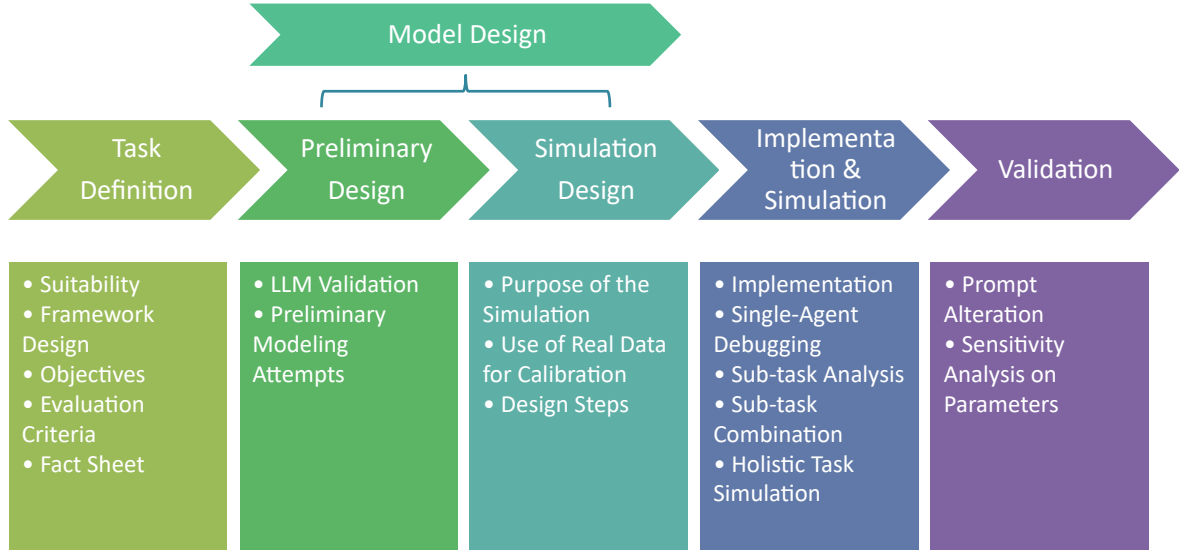 Model Design
Task
Definition
Preliminary
Design
Simulation
Design
Implementa
tion &
Simulation
Validation
• Suitability
• Framework
Design
• Objectives
• Evaluation
Criteria
• Fact Sheet
• LLM Validation
• Preliminary
Modeling
Attempts
• Purpose of the
Simulation
• Use of Real Data
for Calibration
• Design Steps
• Implementation
• Single-Agent
Debugging
• Sub-task Analysis
• Sub-task
Combination
• Holistic Task
Simulation
• Prompt
Alteration
• Sensitivity
Analysis on
Parameters